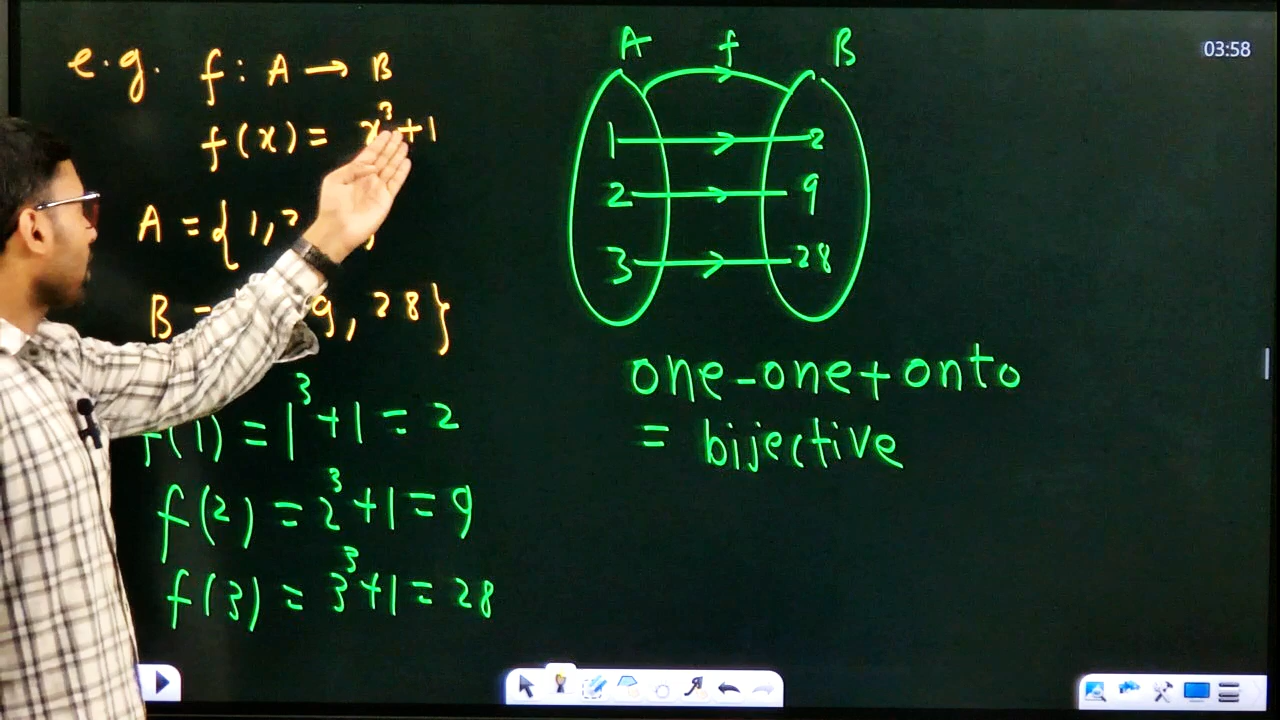 e.g. f : A → B
f(x) = x³+1
A = {1, 2
B = 9, 28}
f(1) = 1³+1 = 2
f(2) = 2³+1 = 9
f(3) = 3³+1 = 28
A f B
1 2
2 9
3 28
one-one+onto
= bijective
03:58